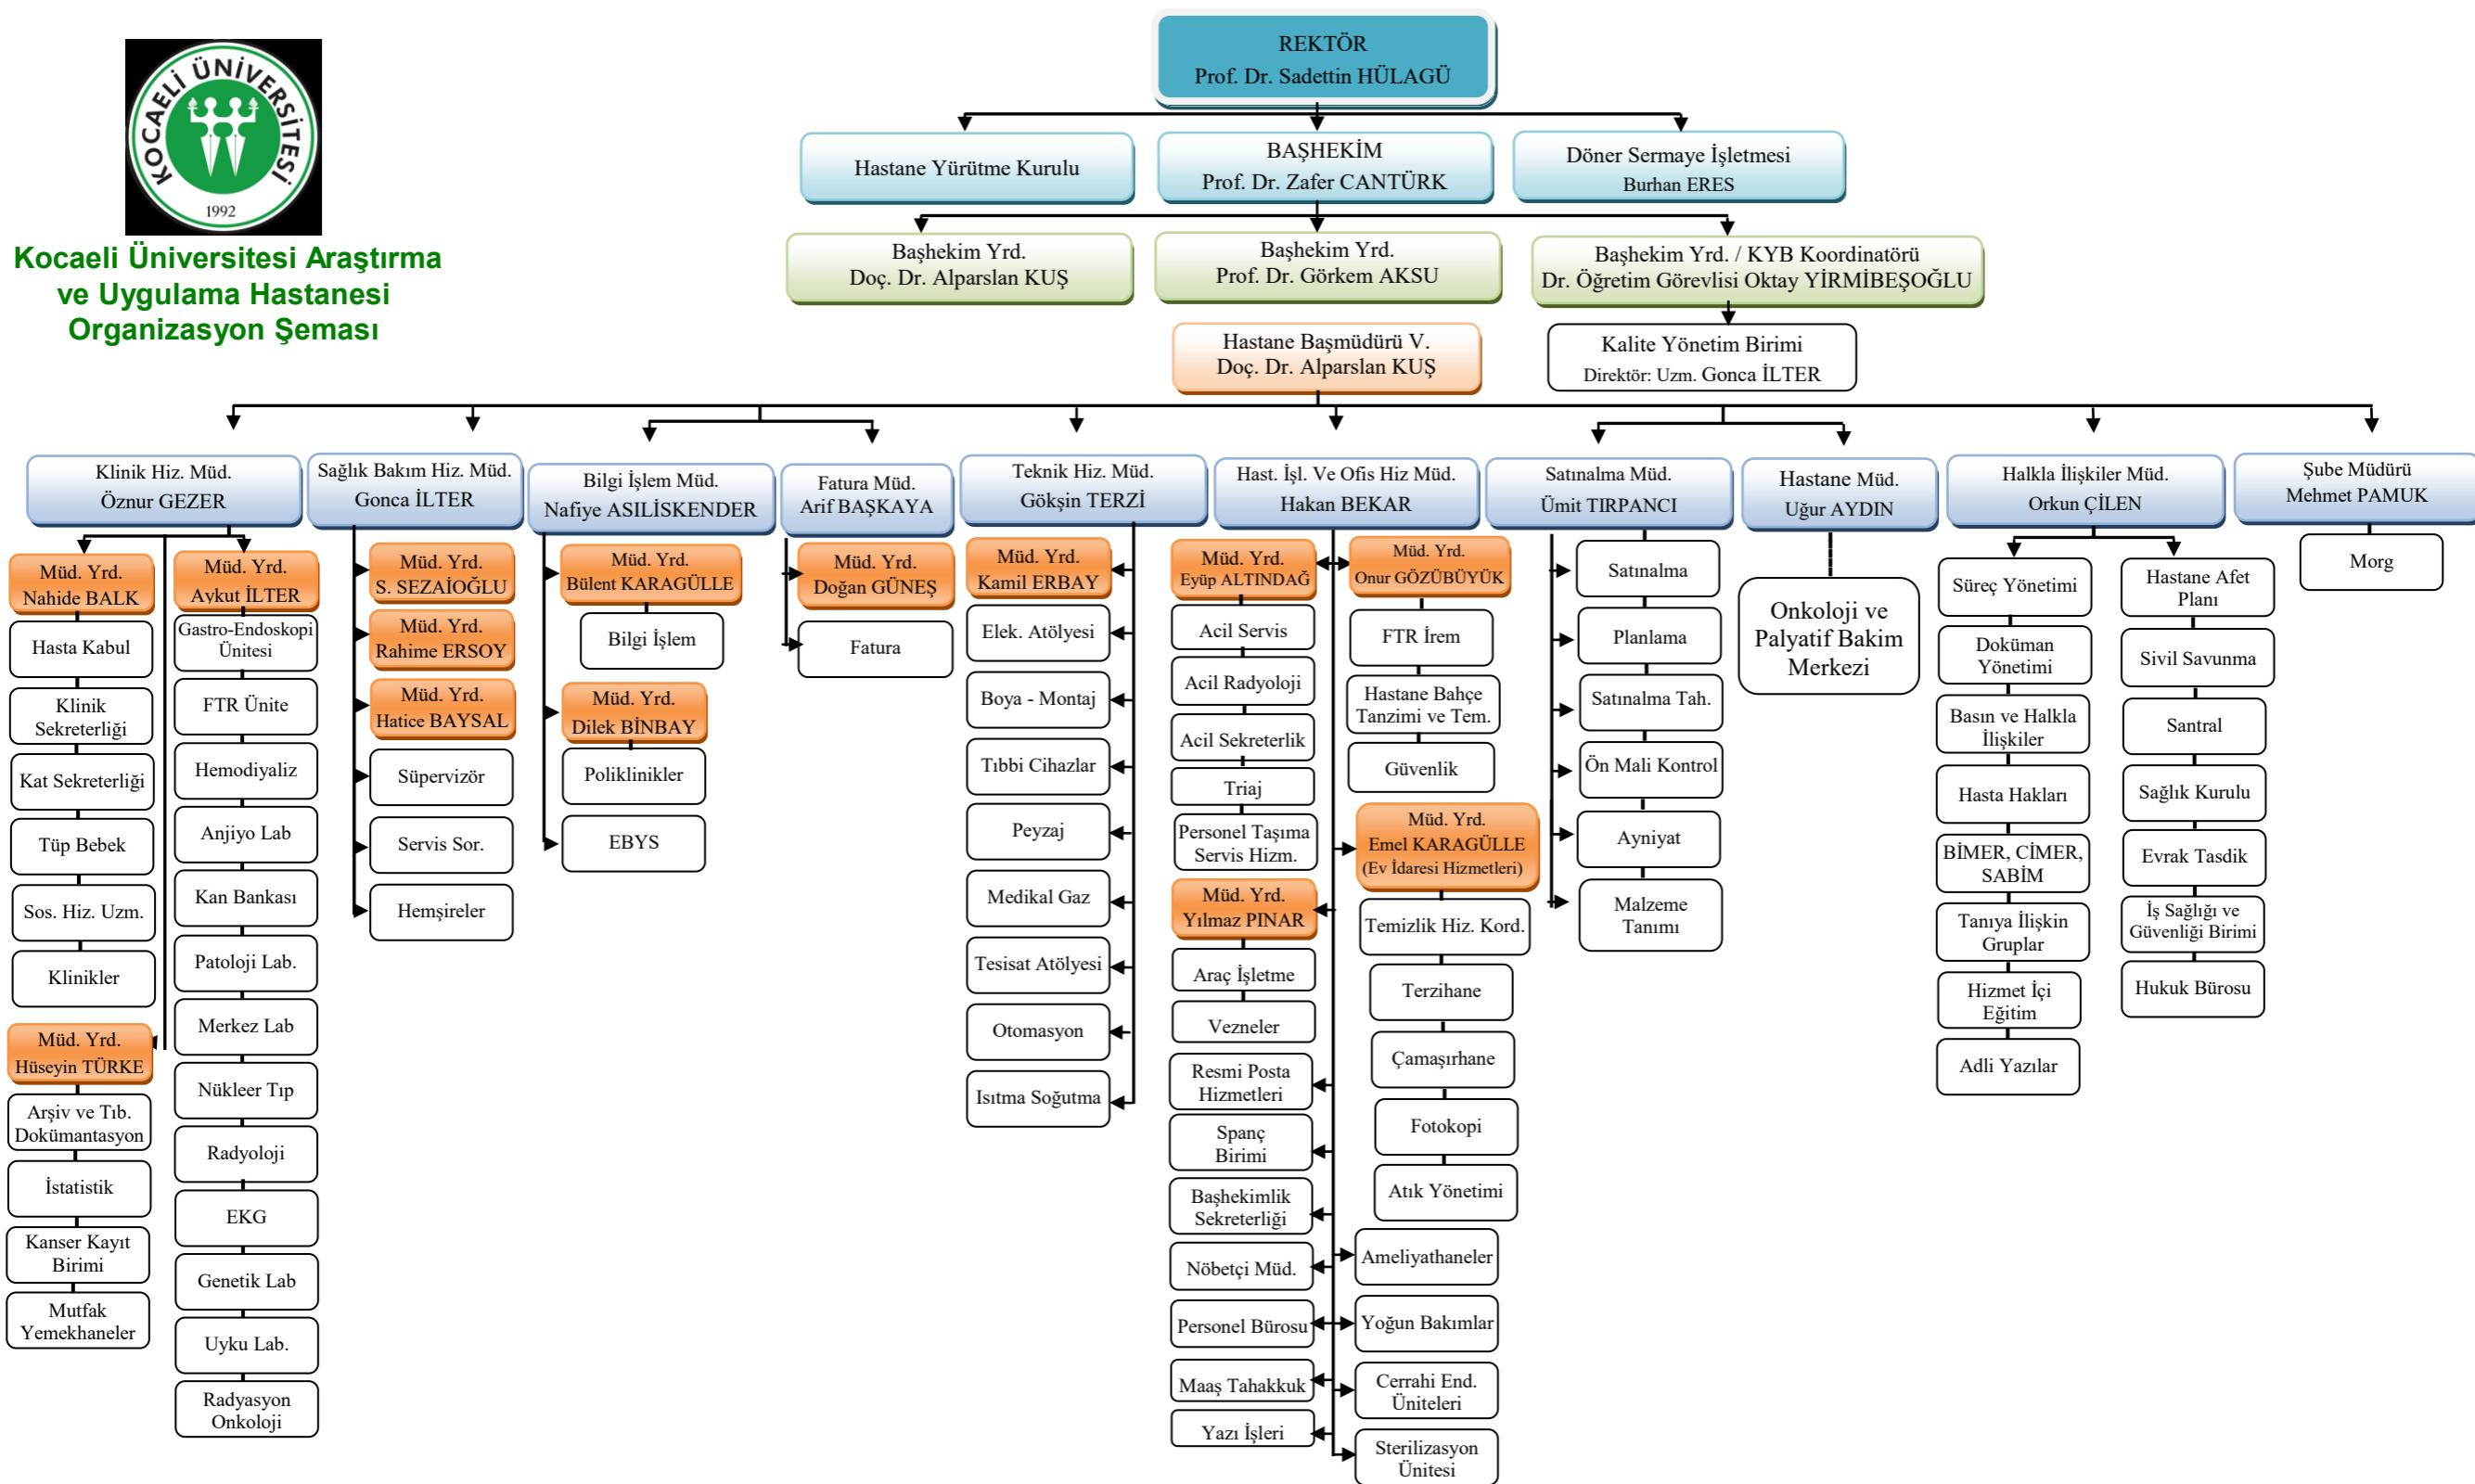 KOCAELİ ÜNİVERSİTESİ
1992
Kocaeli Üniversitesi Araştırma
ve Uygulama Hastanesi
Organizasyon Şeması
REKTÖR
Prof. Dr. Sadettin HÜLAGÜ
Hastane Yürütme Kurulu
BAŞHEKİM
Prof. Dr. Zafer CANTÜRK
Döner Sermaye İşletmesi
Burhan ERES
Başhekim Yrd.
Doç. Dr. Alparslan KUŞ
Başhekim Yrd.
Prof. Dr. Görkem AKSU
Başhekim Yrd. / KYB Koordinatörü
Dr. Öğretim Görevlisi Oktay YİRMİBEŞOĞLU
Hastane Başmüdürü V.
Doç. Dr. Alparslan KUŞ
Kalite Yönetim Birimi
Direktör: Uzm. Gonca İLTER
Klinik Hiz. Müd.
Öznur GEZER
Müd. Yrd.
Nahide BALK
Hasta Kabul
Klinik
Sekreterliği
Kat Sekreterliği
Tüp Bebek
Sos. Hiz. Uzm.
Klinikler
Müd. Yrd.
Hüseyin TÜRKE
Arşiv ve Tıb.
Dokümantasyon
İstatistik
Kanser Kayıt
Birimi
Mutfak
Yemekhaneler
Müd. Yrd.
Aykut İLTER
Gastro-Endoskopi
Ünitesi
FTR Ünite
Hemodiyaliz
Anjiyo Lab
Kan Bankası
Patoloji Lab.
Merkez Lab
Nükleer Tıp
Radyoloji
EKG
Genetik Lab
Uyku Lab.
Radyasyon
Onkoloji
Sağlık Bakım Hiz. Müd.
Gonca İLTER
Müd. Yrd.
S. SEZAİOĞLU
Müd. Yrd.
Rahime ERSOY
Müd. Yrd.
Hatice BAYSAL
Süpervizör
Servis Sor.
Hemşireler
Bilgi İşlem Müd.
Nafiye ASILİSKENDER
Müd. Yrd.
Bülent KARAGÜLLE
Bilgi İşlem
Müd. Yrd.
Dilek BİNBAY
Poliklinikler
EBYS
Fatura Müd.
Arif BAŞKAYA
Müd. Yrd.
Doğan GÜNEŞ
Fatura
Teknik Hiz. Müd.
Gökşin TERZİ
Müd. Yrd.
Kamil ERBAY
Elek. Atölyesi
Boya - Montaj
Tıbbi Cihazlar
Peyzaj
Medikal Gaz
Tesisat Atölyesi
Otomasyon
Isıtma Soğutma
Hast. İşl. Ve Ofis Hiz Müd.
Hakan BEKAR
Müd. Yrd.
Eyüp ALTINDAĞ
Acil Servis
Acil Radyoloji
Acil Sekreterlik
Triaj
Personel Taşıma
Servis Hizm.
Müd. Yrd.
Yılmaz PINAR
Araç İşletme
Vezneler
Resmi Posta
Hizmetleri
Spanç
Birimi
Başhekimlik
Sekreterliği
Nöbetçi Müd.
Personel Bürosu
Maaş Tahakkuk
Yazı İşleri
Müd. Yrd.
Onur GÖZÜBÜYÜK
FTR İrem
Hastane Bahçe
Tanzimi ve Tem.
Güvenlik
Müd. Yrd.
Emel KARAGÜLLE
(Ev İdaresi Hizmetleri)
Temizlik Hiz. Kord.
Terzihane
Çamaşırhane
Fotokopi
Atık Yönetimi
Ameliyathaneler
Yoğun Bakımlar
Cerrahi End.
Üniteleri
Sterilizasyon
Ünitesi
Satınalma Müd.
Ümit TIRPANCI
Satınalma
Planlama
Satınalma Tah.
Ön Mali Kontrol
Ayniyat
Malzeme
Tanımı
Hastane Müd.
Uğur AYDIN
Onkoloji ve
Palyatif Bakim
Merkezi
Halkla İlişkiler Müd.
Orkun ÇİLEN
Süreç Yönetimi
Doküman
Yönetimi
Basın ve Halkla
İlişkiler
Hasta Hakları
BİMER, CİMER,
SABİM
Tanıya İlişkin
Gruplar
Hizmet İçi
Eğitim
Adli Yazılar
Hastane Afet
Planı
Sivil Savunma
Santral
Sağlık Kurulu
Evrak Tasdik
İş Sağlığı ve
Güvenliği Birimi
Hukuk Bürosu
Şube Müdürü
Mehmet PAMUK
Morg